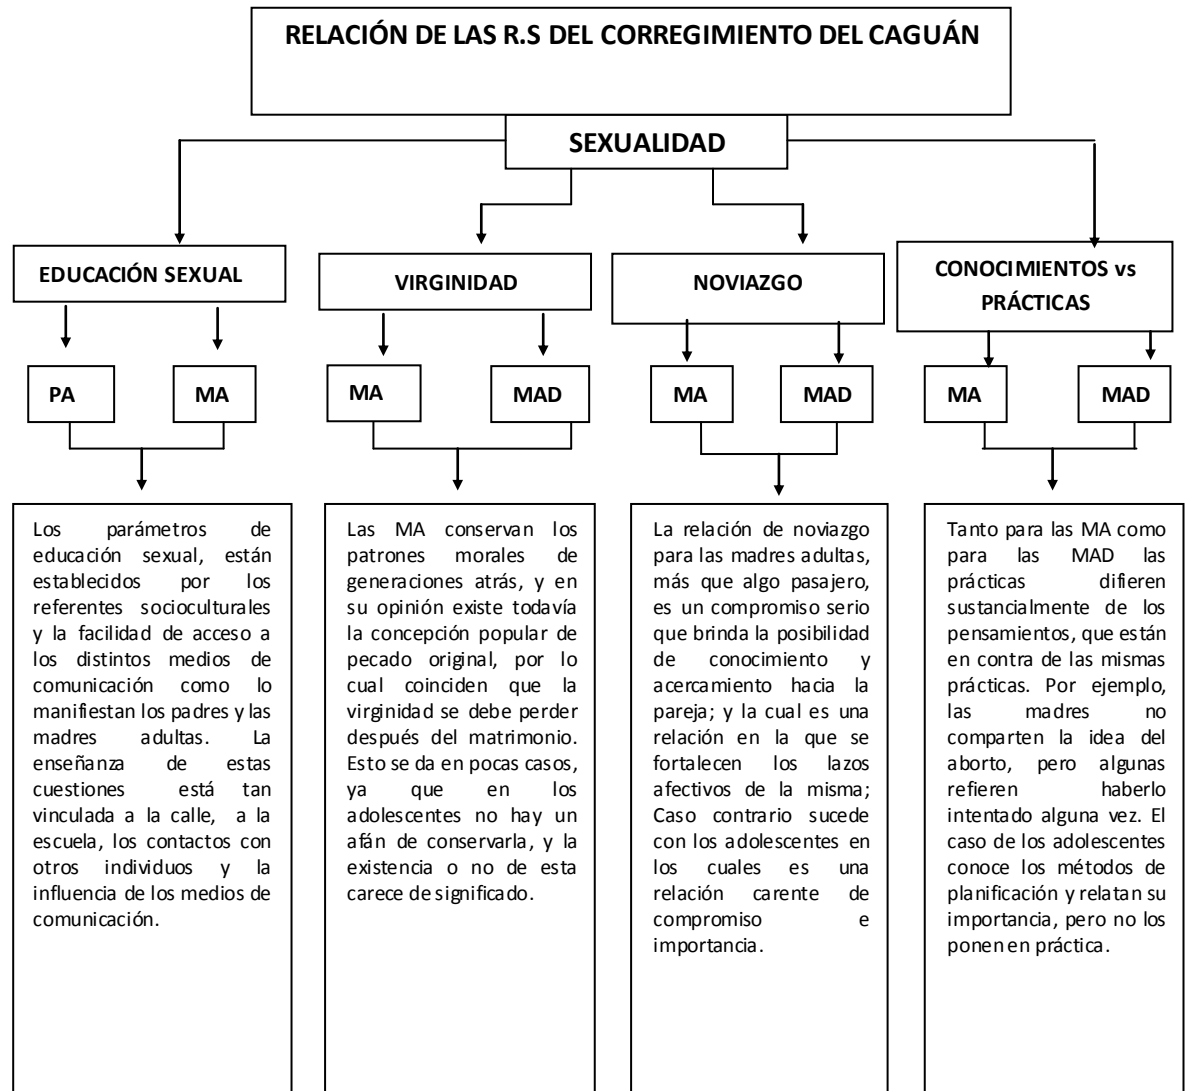 RELACIÓN DE LAS R.S DEL CORREGIMIENTO DEL CAGUÁN
SEXUALIDAD
EDUCACIÓN SEXUAL
VIRGINIDAD
NOVIAZGO
CONOCIMIENTOS vs
PRÁCTICAS
PA
MA
MA
MAD
MA
MAD
MA
MAD
Los parámetros de
educación sexual, están
establecidos por los
referentes socioculturales
y la facilidad de acceso a
los distintos medios de
comunicación como lo
manifiestan los padres y las
madres adultas. La
enseñanza de estas
cuestiones está tan
vinculada a la calle, a la
escuela, los contactos con
otros individuos y la
influencia de los medios de
comunicación.
Las MA conservan los
patrones morales de
generaciones atrás, y en
su opinión existe todavía
la concepción popular de
pecado original, por lo
cual coinciden que la
virginidad se debe perder
después del matrimonio.
Esto se da en pocas casos,
ya que en los
adolescentes no hay un
afán de conservarla, y la
existencia o no de esta
carece de significado.
La relación de noviazgo
para las madres adultas,
más que algo pasajero,
es un compromiso serio
que brinda la posibilidad
de conocimiento y
acercamiento hacia la
pareja; y la cual es una
relación en la que se
fortalecen los lazos
afectivos de la misma;
Caso contrario sucede
con los adolescentes en
los cuales es una
relación carente de
compromiso e
importancia.
Tanto para las MA como
para las MAD las
prácticas difieren
sustancialmente de los
pensamientos, que están
en contra de las mismas
prácticas. Por ejemplo,
las madres no
comparten la idea del
aborto, pero algunas
refieren haberlo
intentado alguna vez. El
caso de los adolescentes
conoce los métodos de
planificación y relatan su
importancia, pero no los
ponen en práctica.